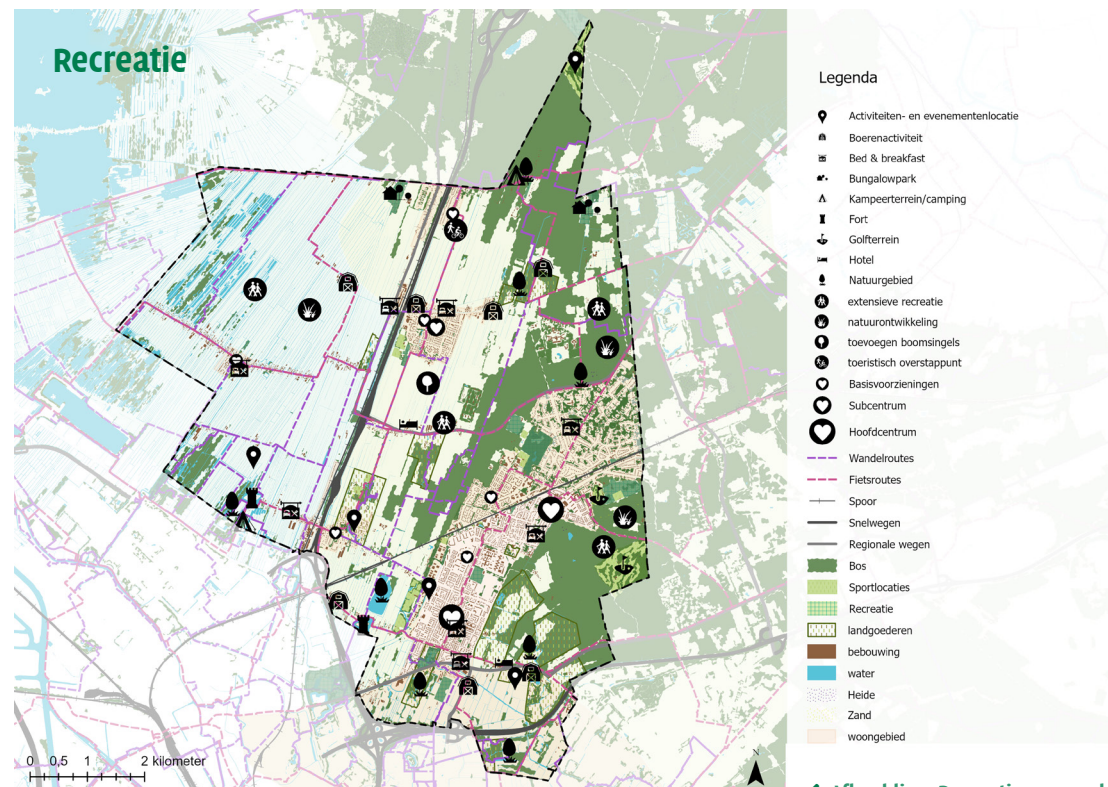 Recreatie
Legenda
Activiteiten- en evenementenlocatie
Boerenactiviteit
Bed & breakfast
Bungalowpark
Kampeerterrein/camping
Fort
Golfterrein
Hotel
Natuurgebied
extensieve recreatie
natuurontwikkeling
toevoegen boomsingels
toeristisch overstappunt
Basisvoorzieningen
Subcentrum
Hoofdcentrum
Wandelroutes
Fietsroutes
Spoor
Snelwegen
Regionale wegen
Bos
Sportlocaties
Recreatie
landgoederen
bebouwing
water
Heide
Zand
woongebied
0 0,5 1 2 kilometer
N